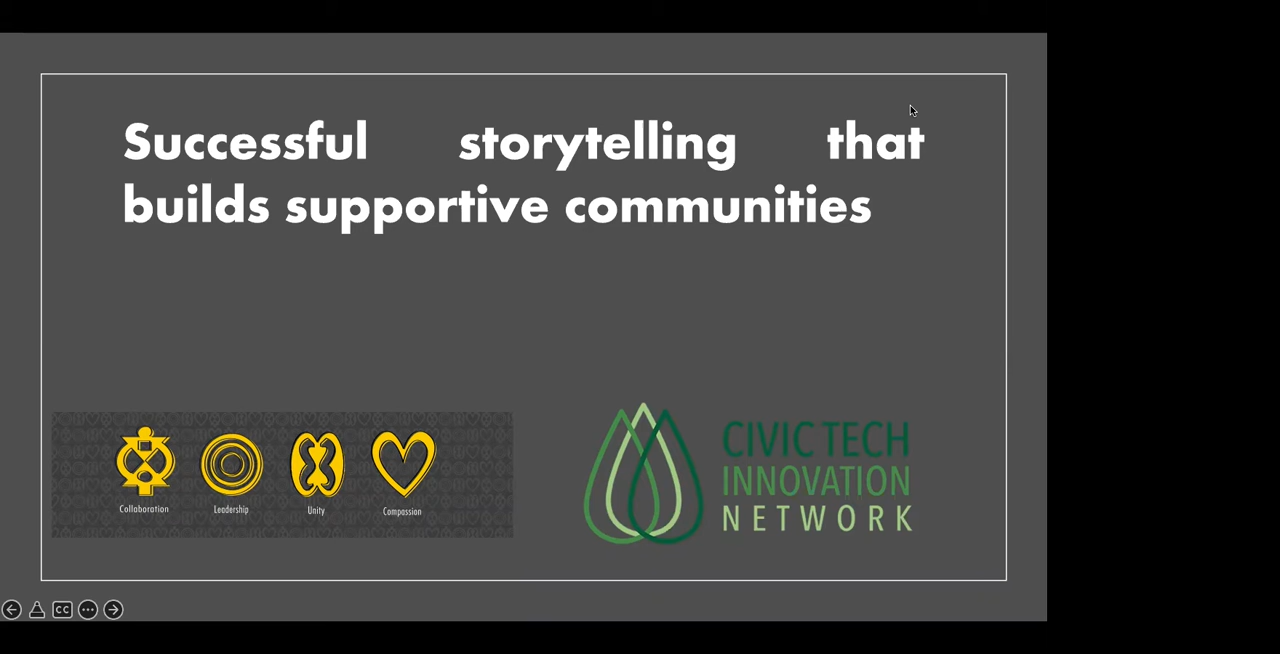 Successful storytelling that
builds supportive communities
Collaboration
Leadership
Unity
Compassion
CIVIC TECH
INNOVATION
NETWORK
CC